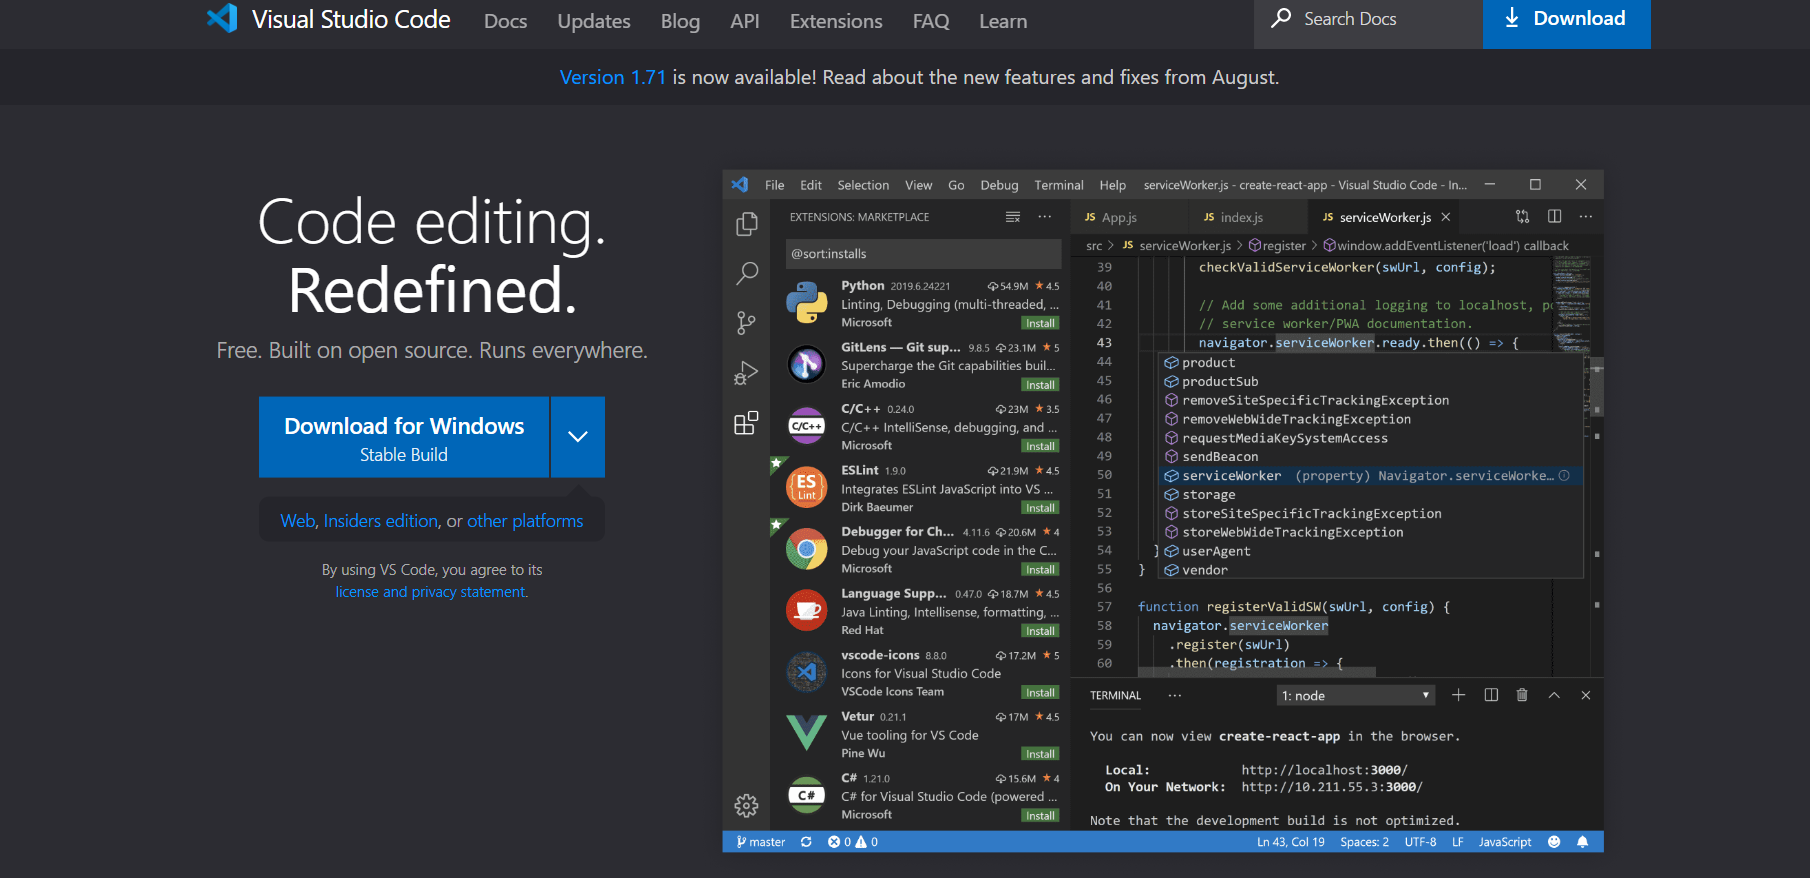 Visual Studio Code Docs Updates Blog API Extensions FAQ Learn Search Docs Download
Version 1.71 is now available! Read about the new features and fixes from August.
Code editing.
Redefined.
Free. Built on open source. Runs everywhere.
Download for Windows
Stable Build
Web, Insiders edition, or other platforms
By using VS Code, you agree to its
license and privacy statement.
File Edit Selection View Go Debug Terminal Help serviceWorker.js - create-react-app - Visual Studio Code - In...
EXTENSIONS: MARKETPLACE
@sort:installs
Python 2019.6.24221 54.9M ★ 4.5
Linting, Debugging (multi-threaded, ...
Microsoft Install
GitLens — Git sup... 9.8.5 23.1M ★ 5
Supercharge the Git capabilities buil...
Eric Amodio Install
C/C++ 0.24.0 23M ★ 3.5
C/C++
C/C++ IntelliSense, debugging, and ...
Microsoft Install
ESLint 1.9.0 21.9M ★ 4.5
{ES}
Lint
Integrates ESLint JavaScript into VS ...
Dirk Baeumer Install
Debugger for Ch... 4.11.6 20.6M ★ 4
Debug your JavaScript code in the C...
Microsoft Install
Language Supp... 0.47.0 18.7M ★ 4.5
Java Linting, Intellisense, formatting, ...
Red Hat Install
vscode-icons 8.8.0 17.2M ★ 5
Icons for Visual Studio Code
VSCode Icons Team Install
Vetur 0.21.1 17M ★ 4.5
Vue tooling for VS Code
Pine Wu Install
C# 1.21.0 15.6M ★ 4
C#
C# for Visual Studio Code (powered ...
Microsoft Install
JS App.js JS index.js JS serviceWorker.js
src > JS serviceWorker.js > register > window.addEventListener('load') callback
39 checkValidServiceWorker(swUrl, config);
40
41 // Add some additional logging to localhost, po
42 // service worker/PWA documentation.
43 navigator.serviceWorker.ready.then(() => {
44 product
45 productSub
46 removeSiteSpecificTrackingException
47 removeWebWideTrackingException
48 requestMediaKeySystemAccess
49 sendBeacon
50 serviceWorker (property) Navigator.serviceWorke...
51 storage
52 storeSiteSpecificTrackingException
53 storeWebWideTrackingException
54 } userAgent
55 } vendor
56
57 function registerValidSW(swUrl, config) {
58 navigator.serviceWorker
59 .register(swUrl)
60 .then(registration => {
TERMINAL ... 1: node
You can now view create-react-app in the browser.
Local: http://localhost:3000/
On Your Network: http://10.211.55.3:3000/
Note that the development build is not optimized.
master 0 0 Ln 43, Col 19 Spaces: 2 UTF-8 LF JavaScript